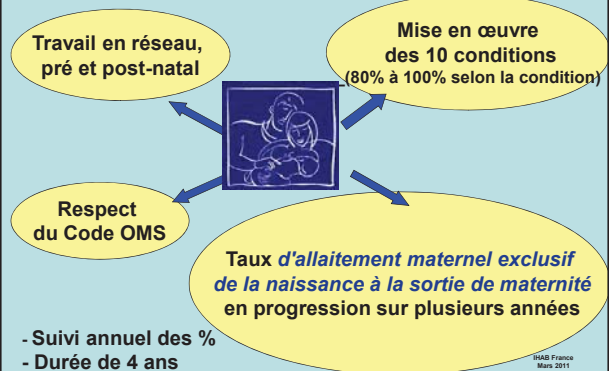 Travail en réseau,
pré et post-natal
Mise en œuvre
des 10 conditions
(80% à 100% selon la condition)
Respect
du Code OMS
Taux d'allaitement maternel exclusif
de la naissance à la sortie de maternité
en progression sur plusieurs années
- Suivi annuel des %
- Durée de 4 ans
IHAB France
Mars 2011